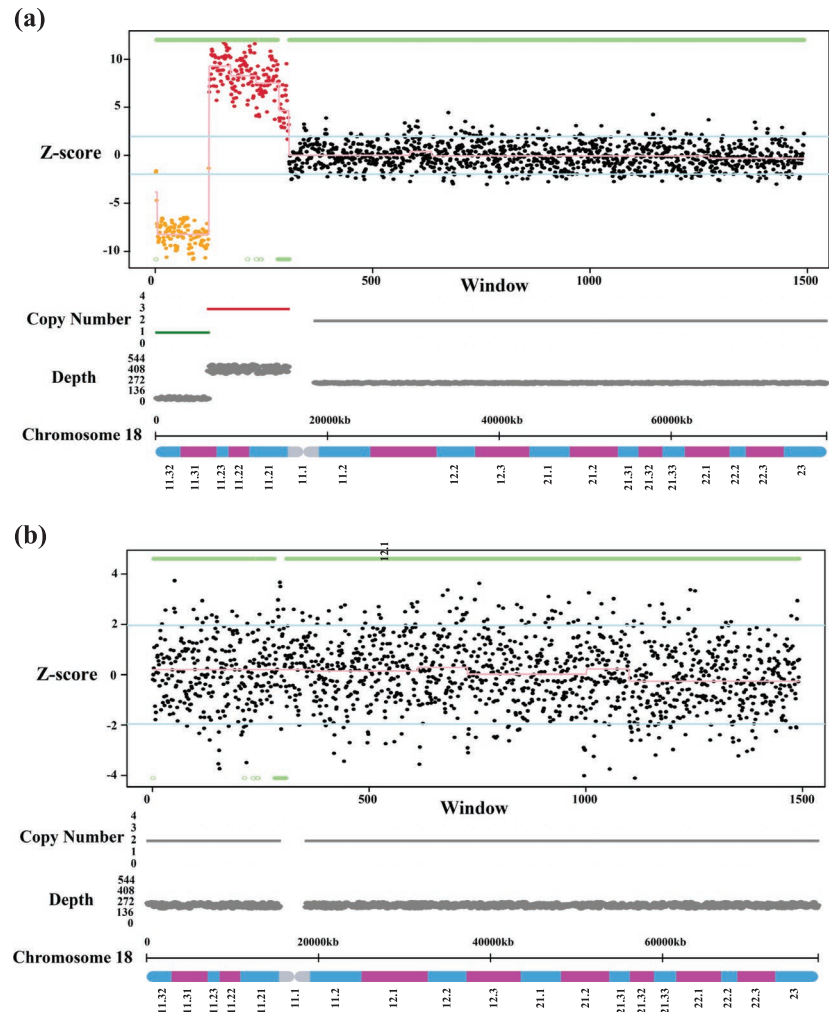 (a)
10
5
Z-score 0
-5
-10
0 500 1000 1500
Window
4
Copy Number 3
2
1
0
544
408
Depth 272
136
0
0 20000kb 40000kb 60000kb
Chromosome 18
11.32 11.31 11.23 11.22 11.21 11.1 11.2 12.2 12.3 21.1 21.2 21.31 21.32 21.33 22.1 22.2 22.3 23
(b)
12.1
4
2
Z-score 0
-2
-4
0 500 1000 1500
Window
4
Copy Number 3
2
1
0
544
408
Depth 272
136
0
0 20000kb 40000kb 60000kb
Chromosome 18
11.32 11.31 11.23 11.22 11.21 11.1 11.2 12.1 12.2 12.3 21.1 21.2 21.31 21.32 21.33 22.1 22.2 22.3 23